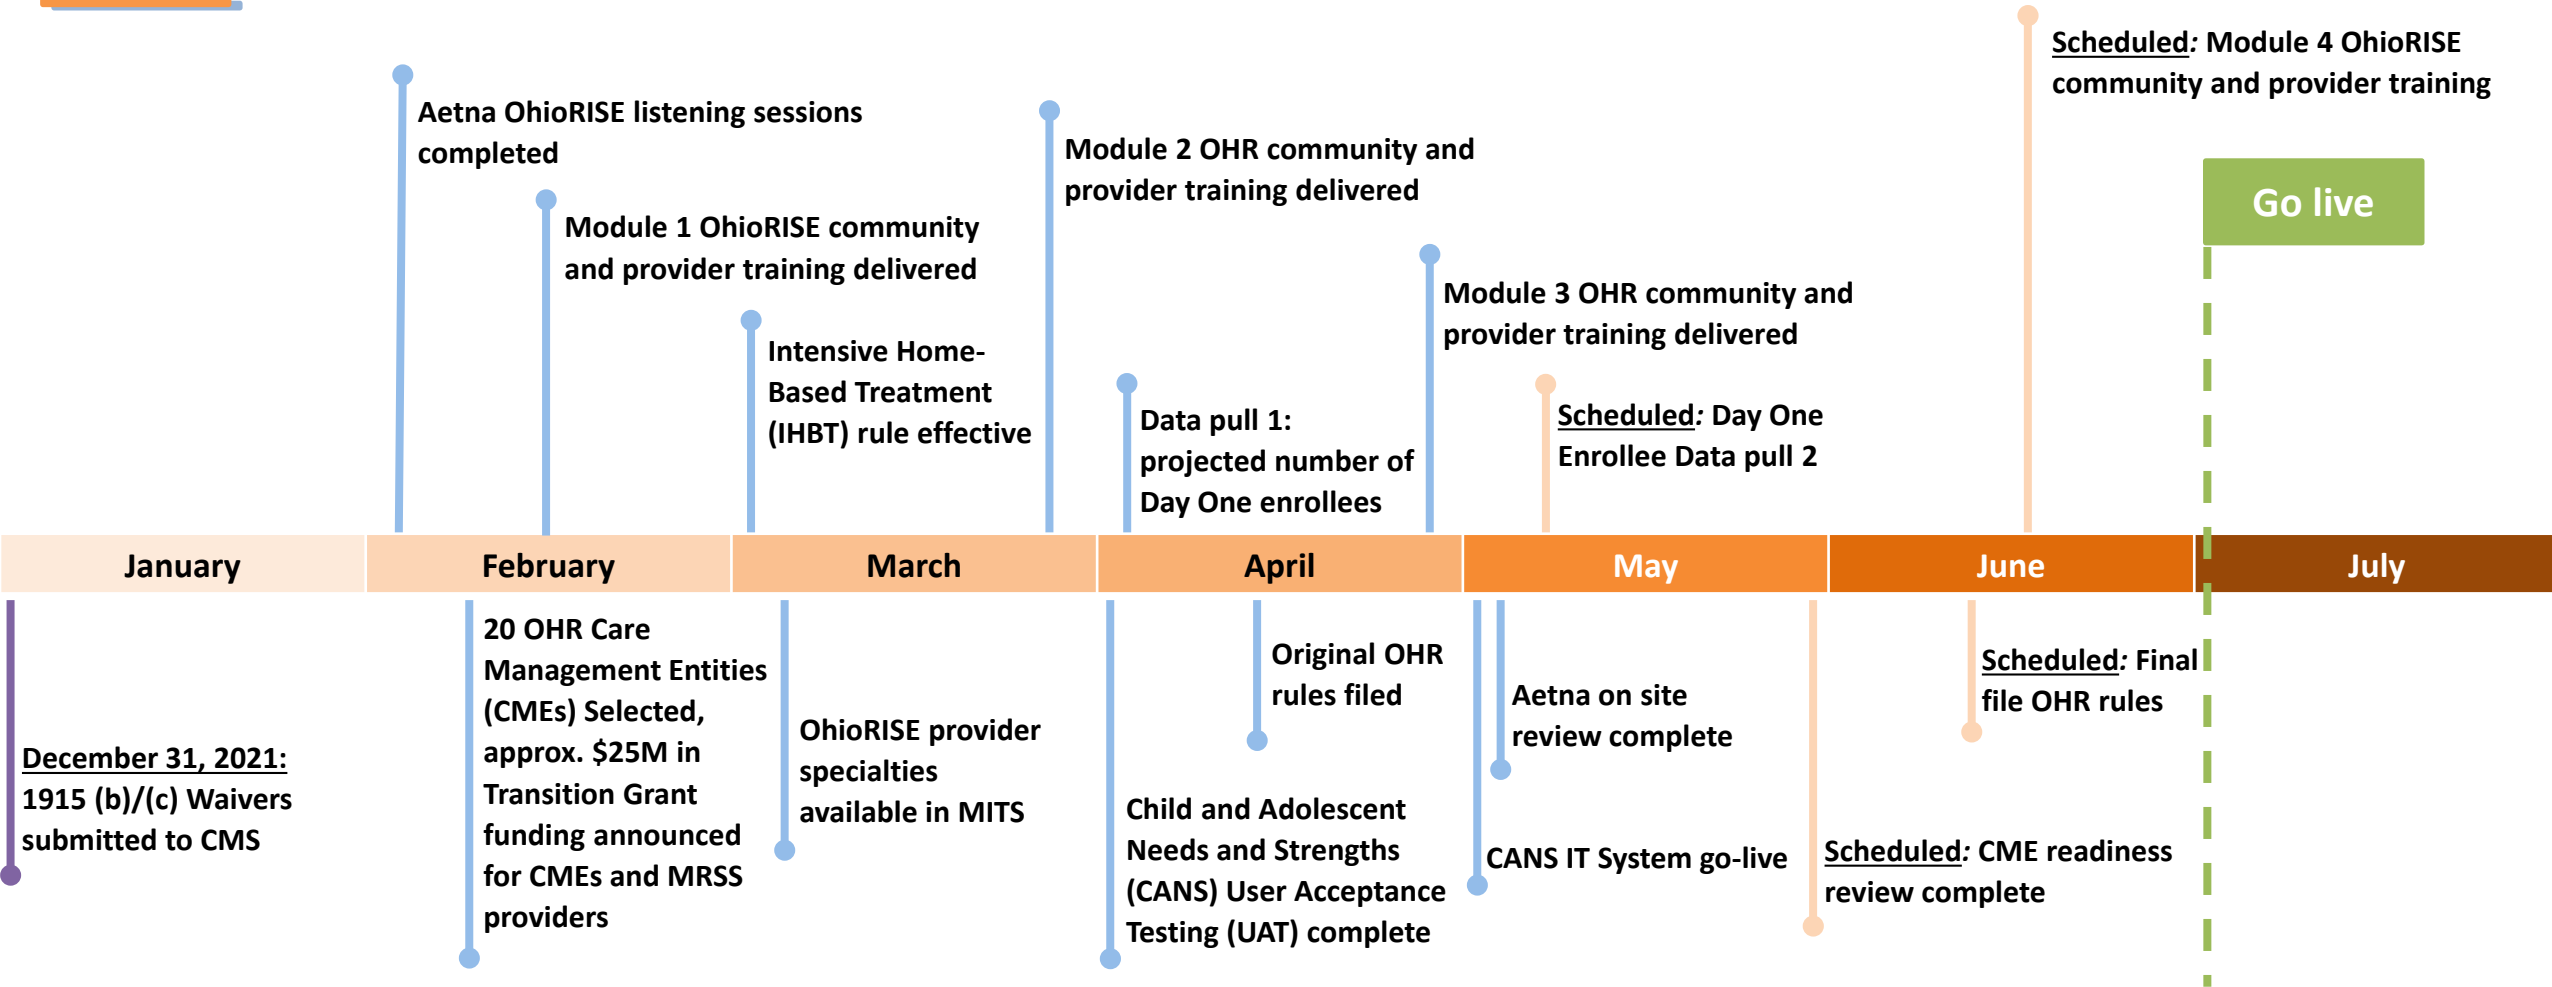 Scheduled: Module 4 OhioRISE
community and provider training
Aetna OhioRISE listening sessions
completed
Module 2 OHR community and
provider training delivered
Go live
Module 1 OhioRISE community
and provider training delivered
Module 3 OHR community and
provider training delivered
Intensive Home-
Based Treatment
(IHBT) rule effective
Data pull 1:
projected number of
Day One enrollees
Scheduled: Day One
Enrollee Data pull 2
January
February
March
April
May
June
July
December 31, 2021:
1915 (b)/(c) Waivers
submitted to CMS
20 OHR Care
Management Entities
(CMEs) Selected,
approx. $25M in
Transition Grant
funding announced
for CMEs and MRSS
providers
OhioRISE provider
specialties
available in MITS
Child and Adolescent
Needs and Strengths
(CANS) User Acceptance
Testing (UAT) complete
Original OHR
rules filed
Aetna on site
review complete
CANS IT System go-live
Scheduled: CME readiness
review complete
Scheduled: Final
file OHR rules